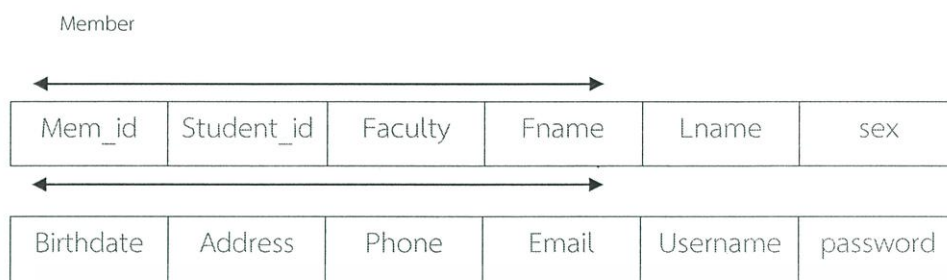 Member
Mem_id Student_id Faculty Fname Lname sex
Birthdate Address Phone Email Username password